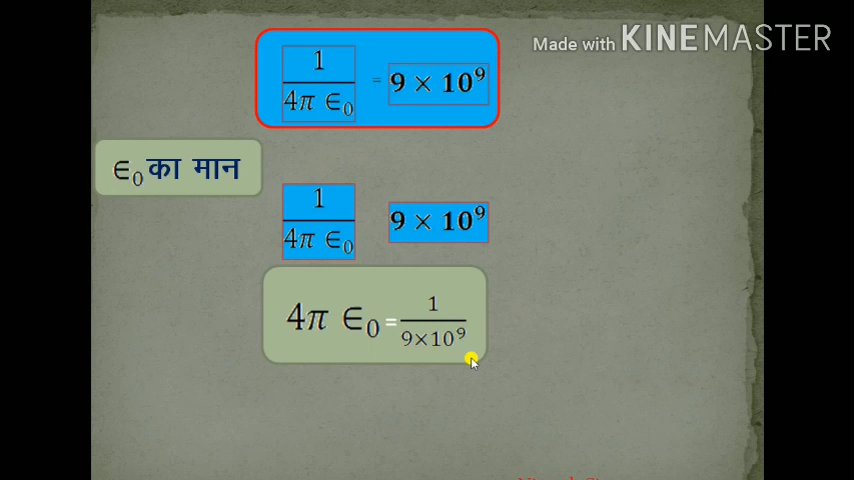 Made with KINEMASTER
1/4π ∈₀ = 9 × 10⁹
∈₀ का मान
1/4π ∈₀ 9 × 10⁹
4π ∈₀ = 1/9×10⁹